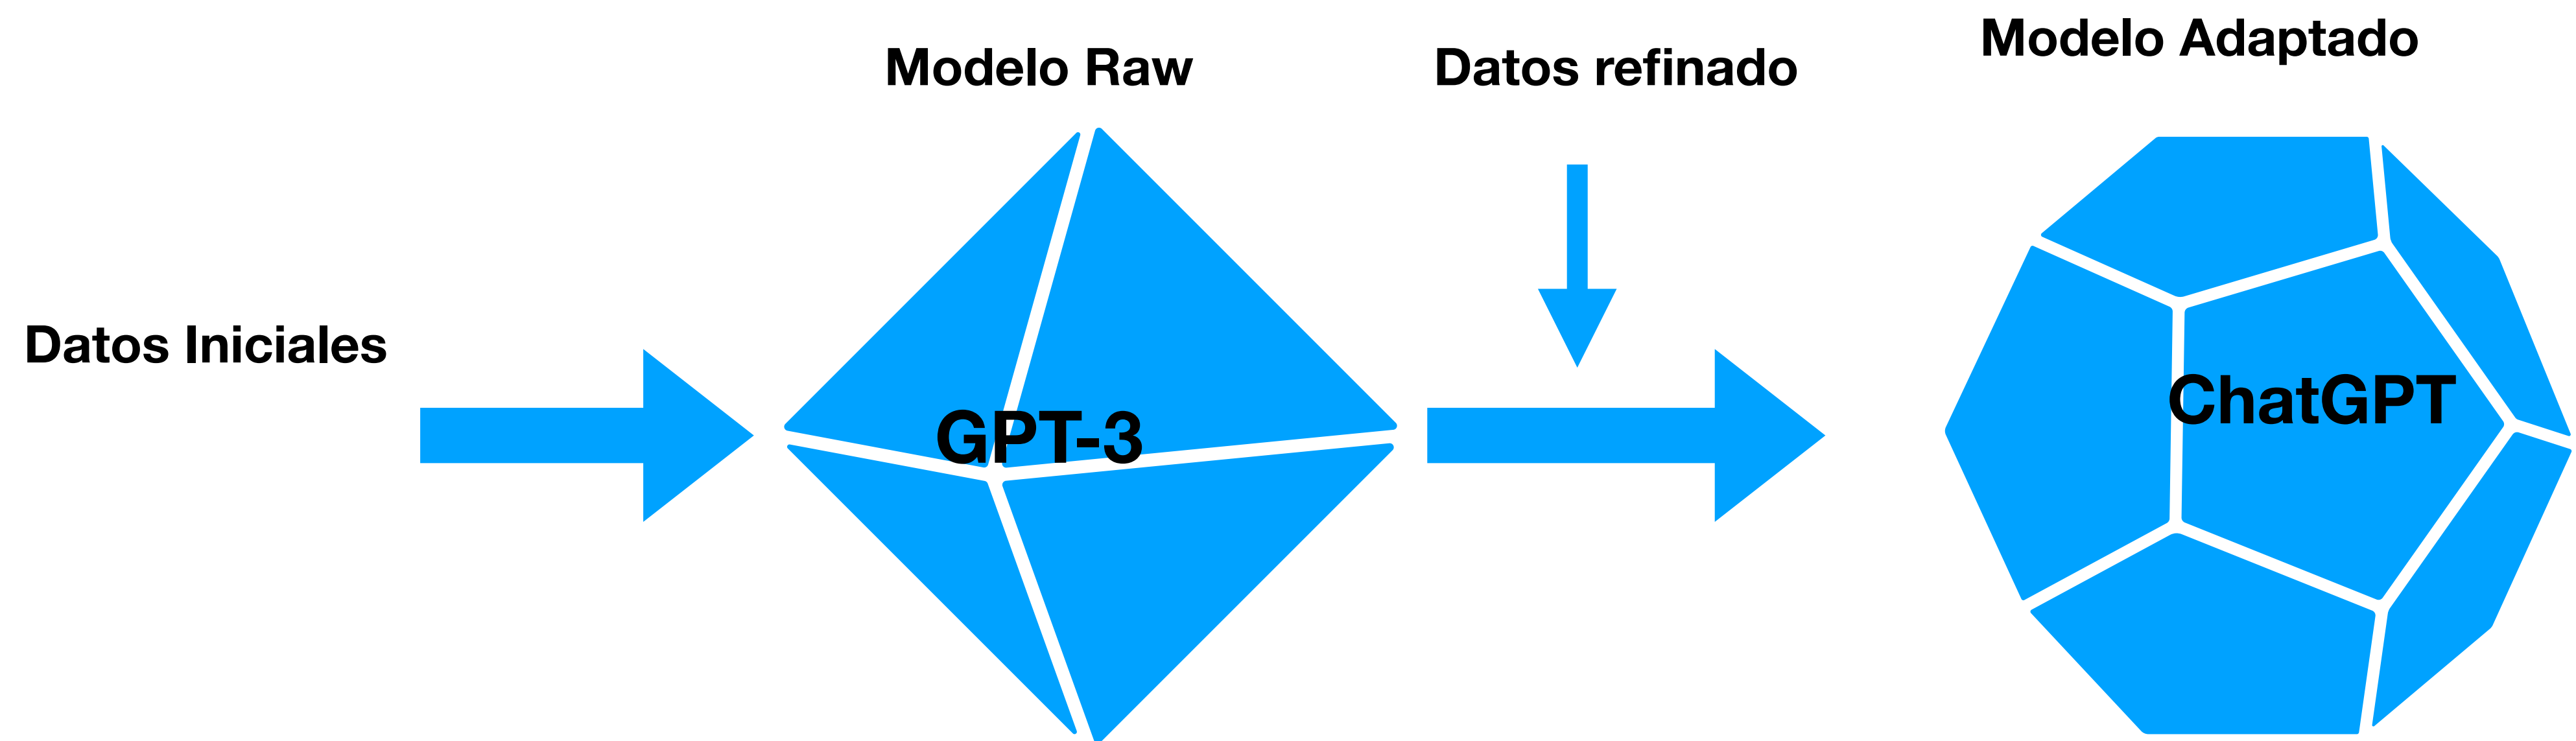 Datos Iniciales
Modelo Raw
GPT-3
Datos refinado
Modelo Adaptado
ChatGPT